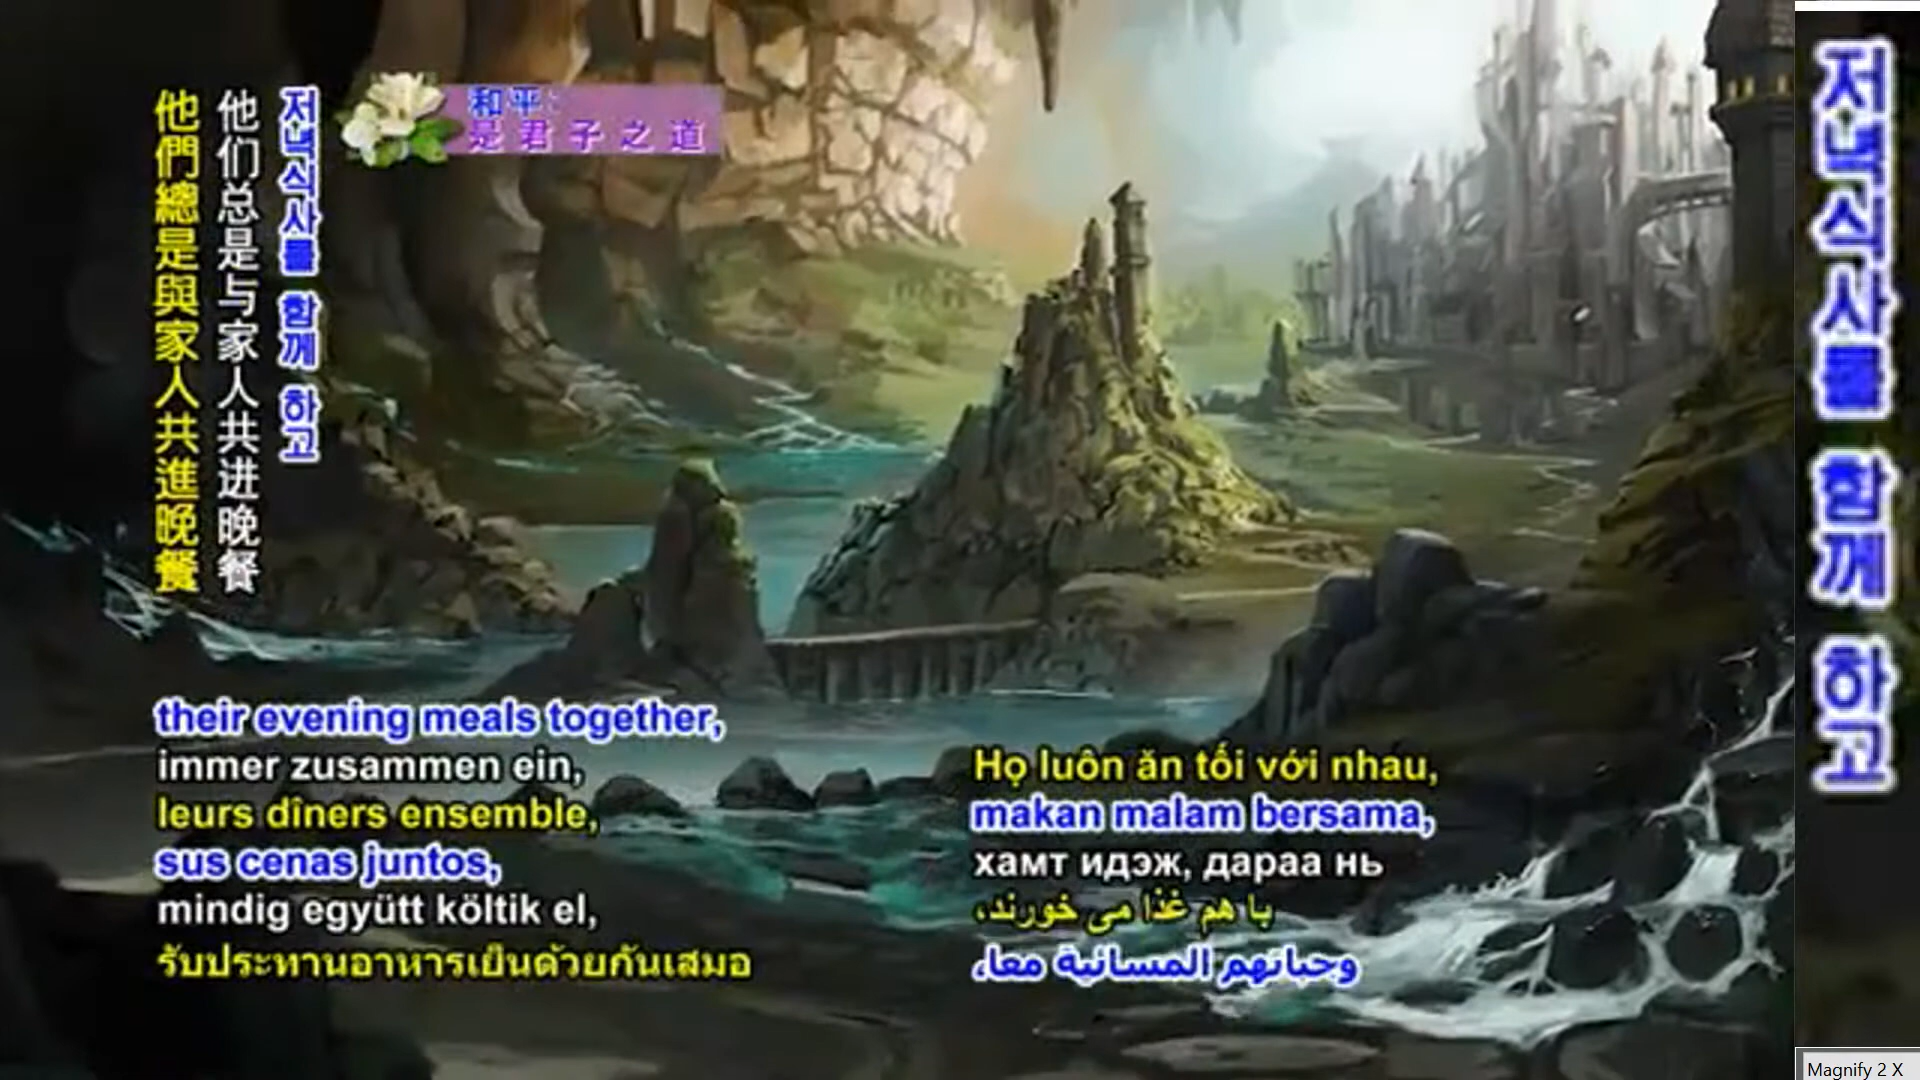 和平:
是君子之道
저녁식사를 함께 하고
他们总是与家人共进晚餐
他們總是與家人共進晚餐
their evening meals together,
immer zusammen ein,
leurs dîners ensemble,
sus cenas juntos,
mindig együtt költik el,
รับประทานอาหารเย็นด้วยกันเสมอ
Họ luôn ăn tối với nhau,
makan malam bersama,
хамт идэж, дараа нь
با هم غذا می خورند،
وجباتهم المسائية معا،
저녁식사를 함께 하고
Magnify 2 X